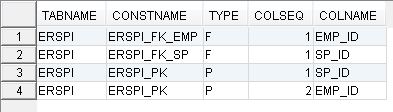 TABNAME CONSTNAME TYPE COLSEQ COLNAME
1 ERSPI ERSPI_FK_EMP F 1 EMP_ID
2 ERSPI ERSPI_FK_SP F 1 SP_ID
3 ERSPI ERSPI_PK P 1 SP_ID
4 ERSPI ERSPI_PK P 2 EMP_ID